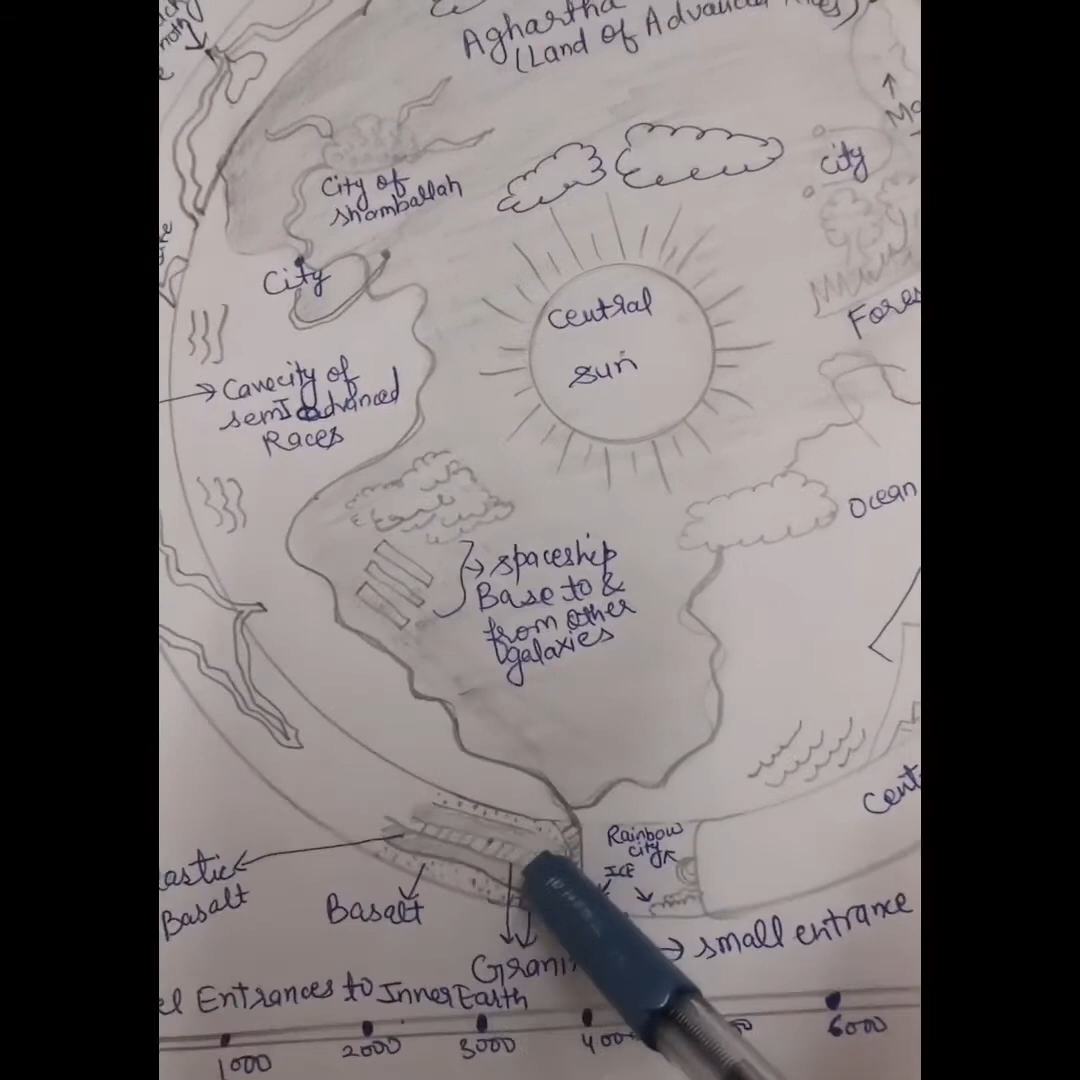 Aghartha
(Land of Advanced
city
City of
shamballah
City
central
sun
Cavecity of
semI advanced
Races
Ocean
spaceship
Base to &
from other
galaxies
Rainbow
city
ICE
astic
Basalt
Basalt
small entrance
Entrances to Inner Earth
1000
2000
3000
6000